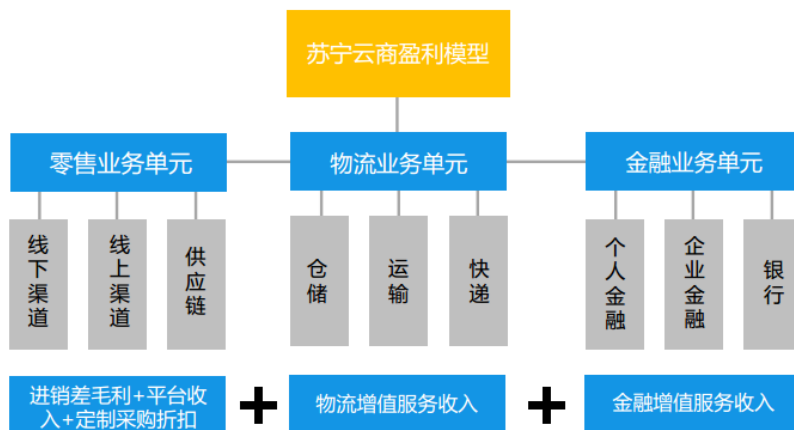 苏宁云商盈利模型
零售业务单元
物流业务单元
金融业务单元
线下渠道
线上渠道
供应链
仓储
运输
快递
个人金融
企业金融
银行
进销差毛利+平台收
入+定制采购折扣
+
物流增值服务收入
+
金融增值服务收入